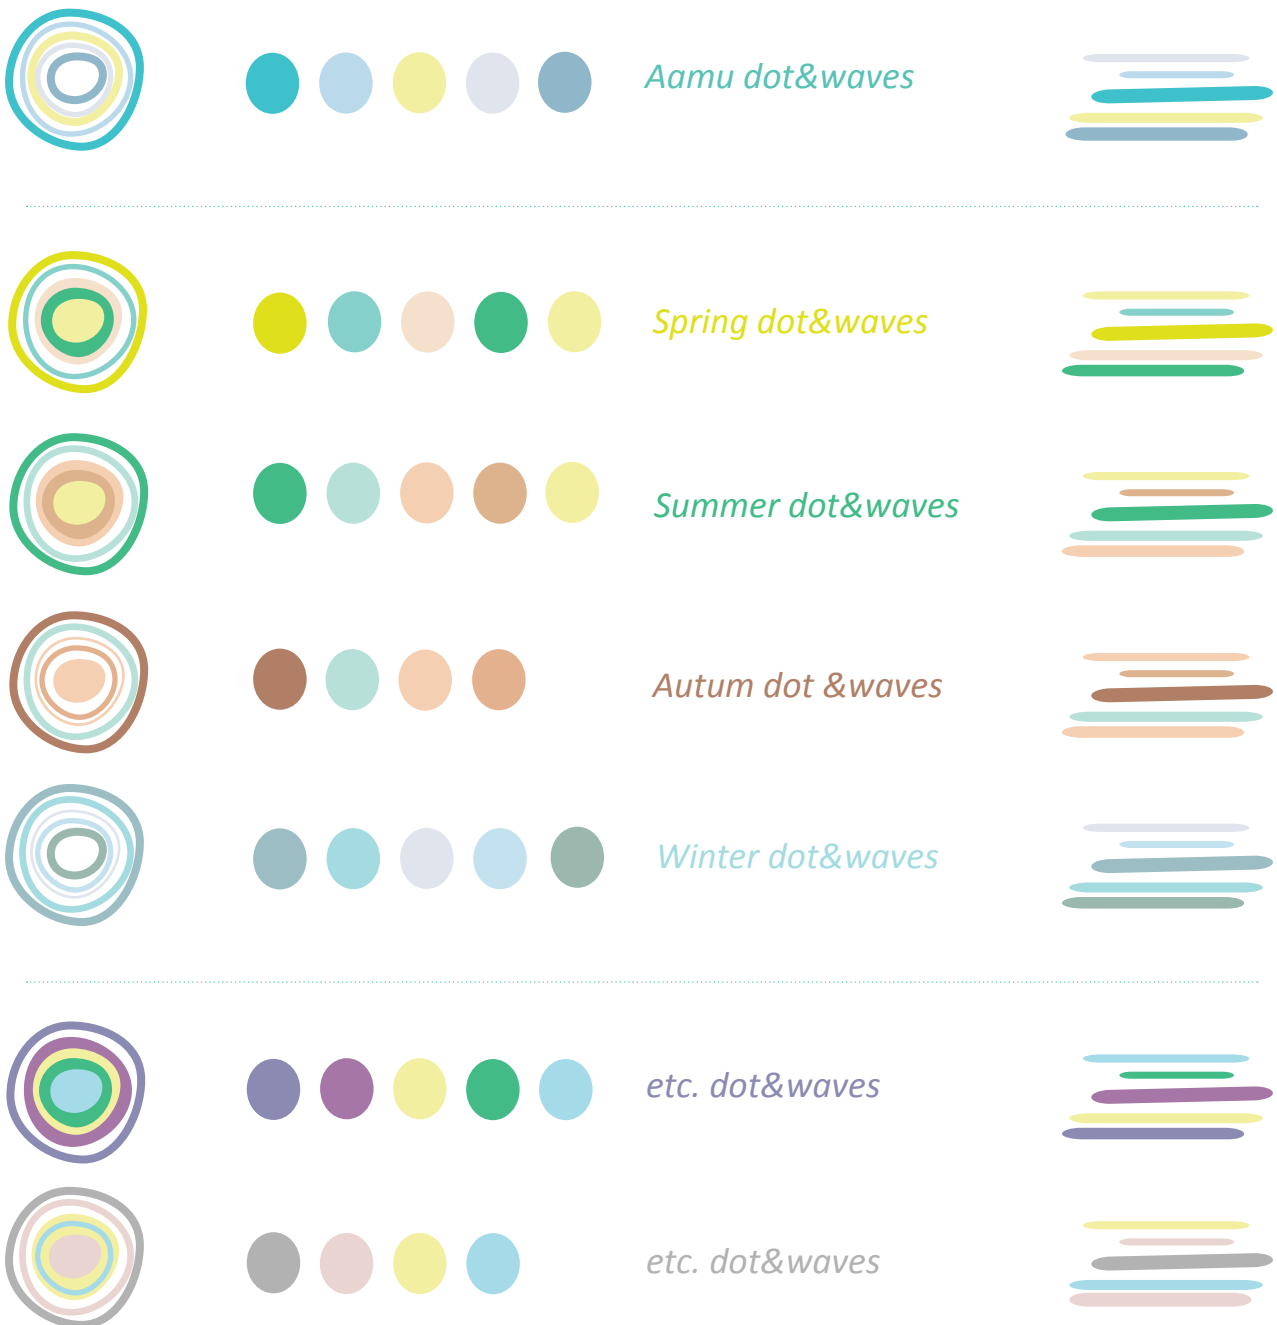 Aamu dot&waves
Spring dot&waves
Summer dot&waves
Autum dot &waves
Winter dot&waves
etc. dot&waves
etc. dot&waves